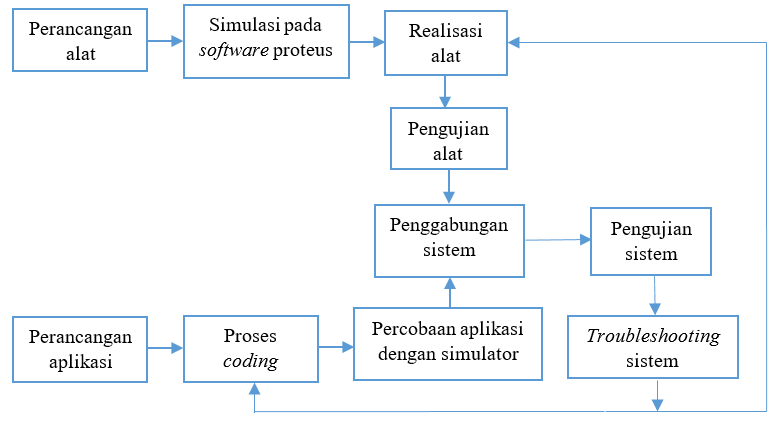 Perancangan
alat
Simulasi pada
software proteus
Realisasi
alat
Pengujian
alat
Penggabungan
sistem
Pengujian
sistem
Perancangan
aplikasi
Proses
coding
Percobaan aplikasi
dengan simulator
Troubleshooting
sistem